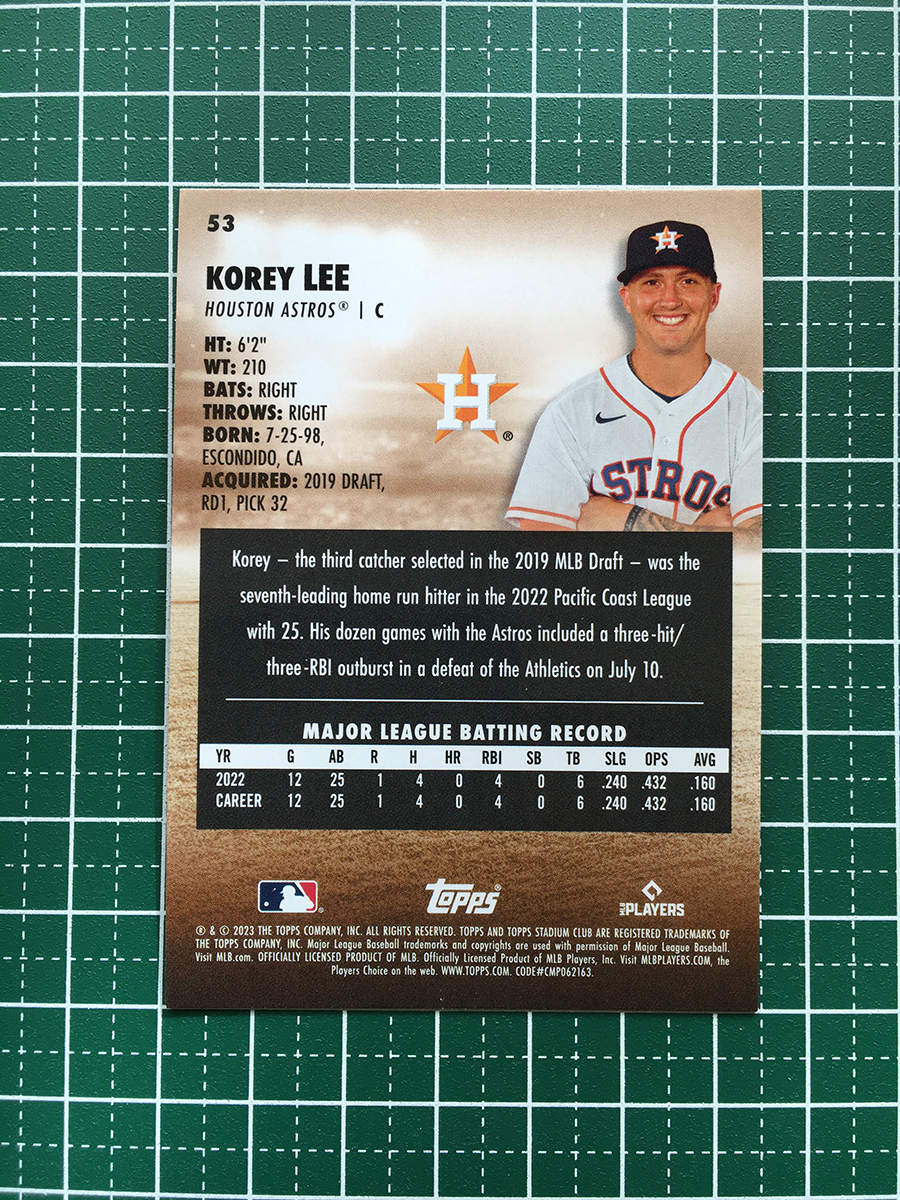 53
KOREY LEE
HOUSTON ASTROS® | C
HT: 6'2"
WT: 210
BATS: RIGHT
THROWS: RIGHT
BORN: 7-25-98,
ESCONDIDO, CA
ACQUIRED: 2019 DRAFT,
RD1, PICK 32
H
H®
ASTROS
Korey – the third catcher selected in the 2019 MLB Draft – was the
seventh-leading home run hitter in the 2022 Pacific Coast League
with 25. His dozen games with the Astros included a three-hit/
three-RBI outburst in a defeat of the Athletics on July 10.
MAJOR LEAGUE BATTING RECORD
YR G AB R H HR RBI SB TB SLG OPS AVG
2022 12 25 1 4 0 4 0 6 .240 .432 .160
CAREER 12 25 1 4 0 4 0 6 .240 .432 .160
Topps®
MLB PLAYERS
® & © 2023 THE TOPPS COMPANY, INC. ALL RIGHTS RESERVED. TOPPS AND TOPPS STADIUM CLUB ARE REGISTERED TRADEMARKS OF
THE TOPPS COMPANY, INC. Major League Baseball trademarks and copyrights are used with permission of Major League Baseball.
Visit MLB.com. OFFICIALLY LICENSED PRODUCT OF MLB. Officially Licensed Product of MLB Players, Inc. Visit MLBPLAYERS.COM, the
Players Choice on the web. WWW.TOPPS.COM. CODE#CMP062163.